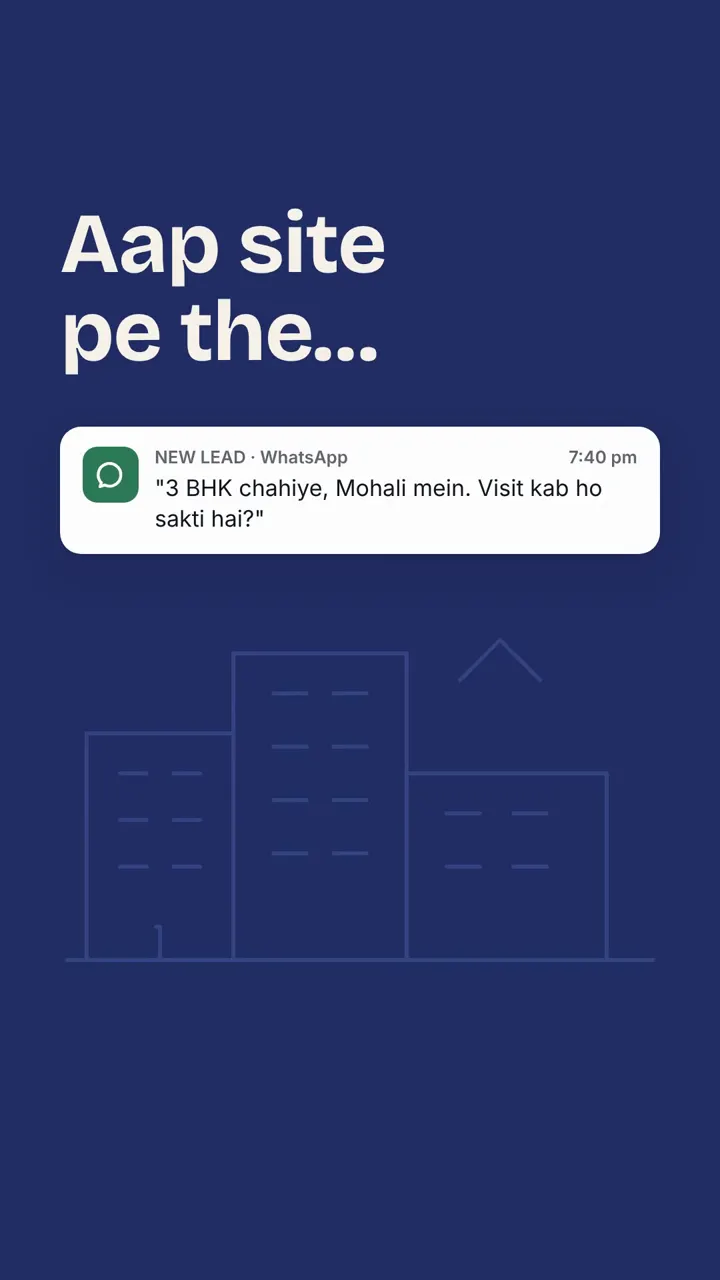 Aap site
pe the...
NEW LEAD · WhatsApp
7:40 pm
"3 BHK chahiye, Mohali mein. Visit kab ho
sakti hai?"